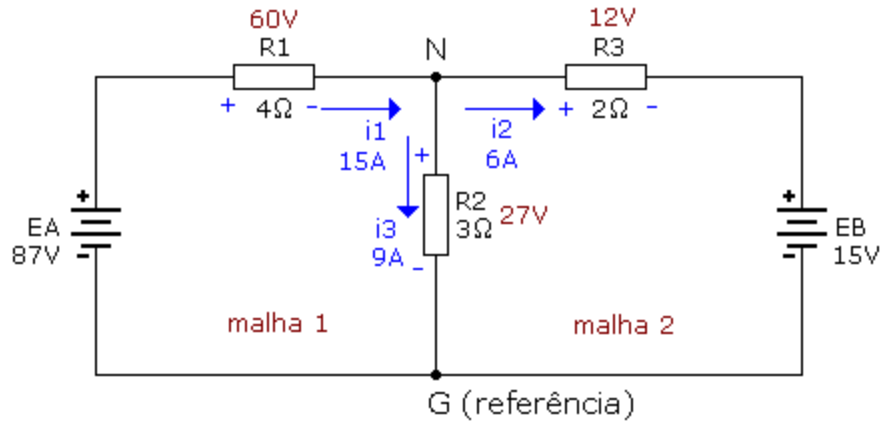 60V
12V
R1
N
R3
+ 4Ω -
+ 2Ω -
i1
15A
i2
6A
+
+
+
R2
3Ω
27V
i3
9A
-
EA
87V
-
EB
15V
-
malha 1
malha 2
G (referência)